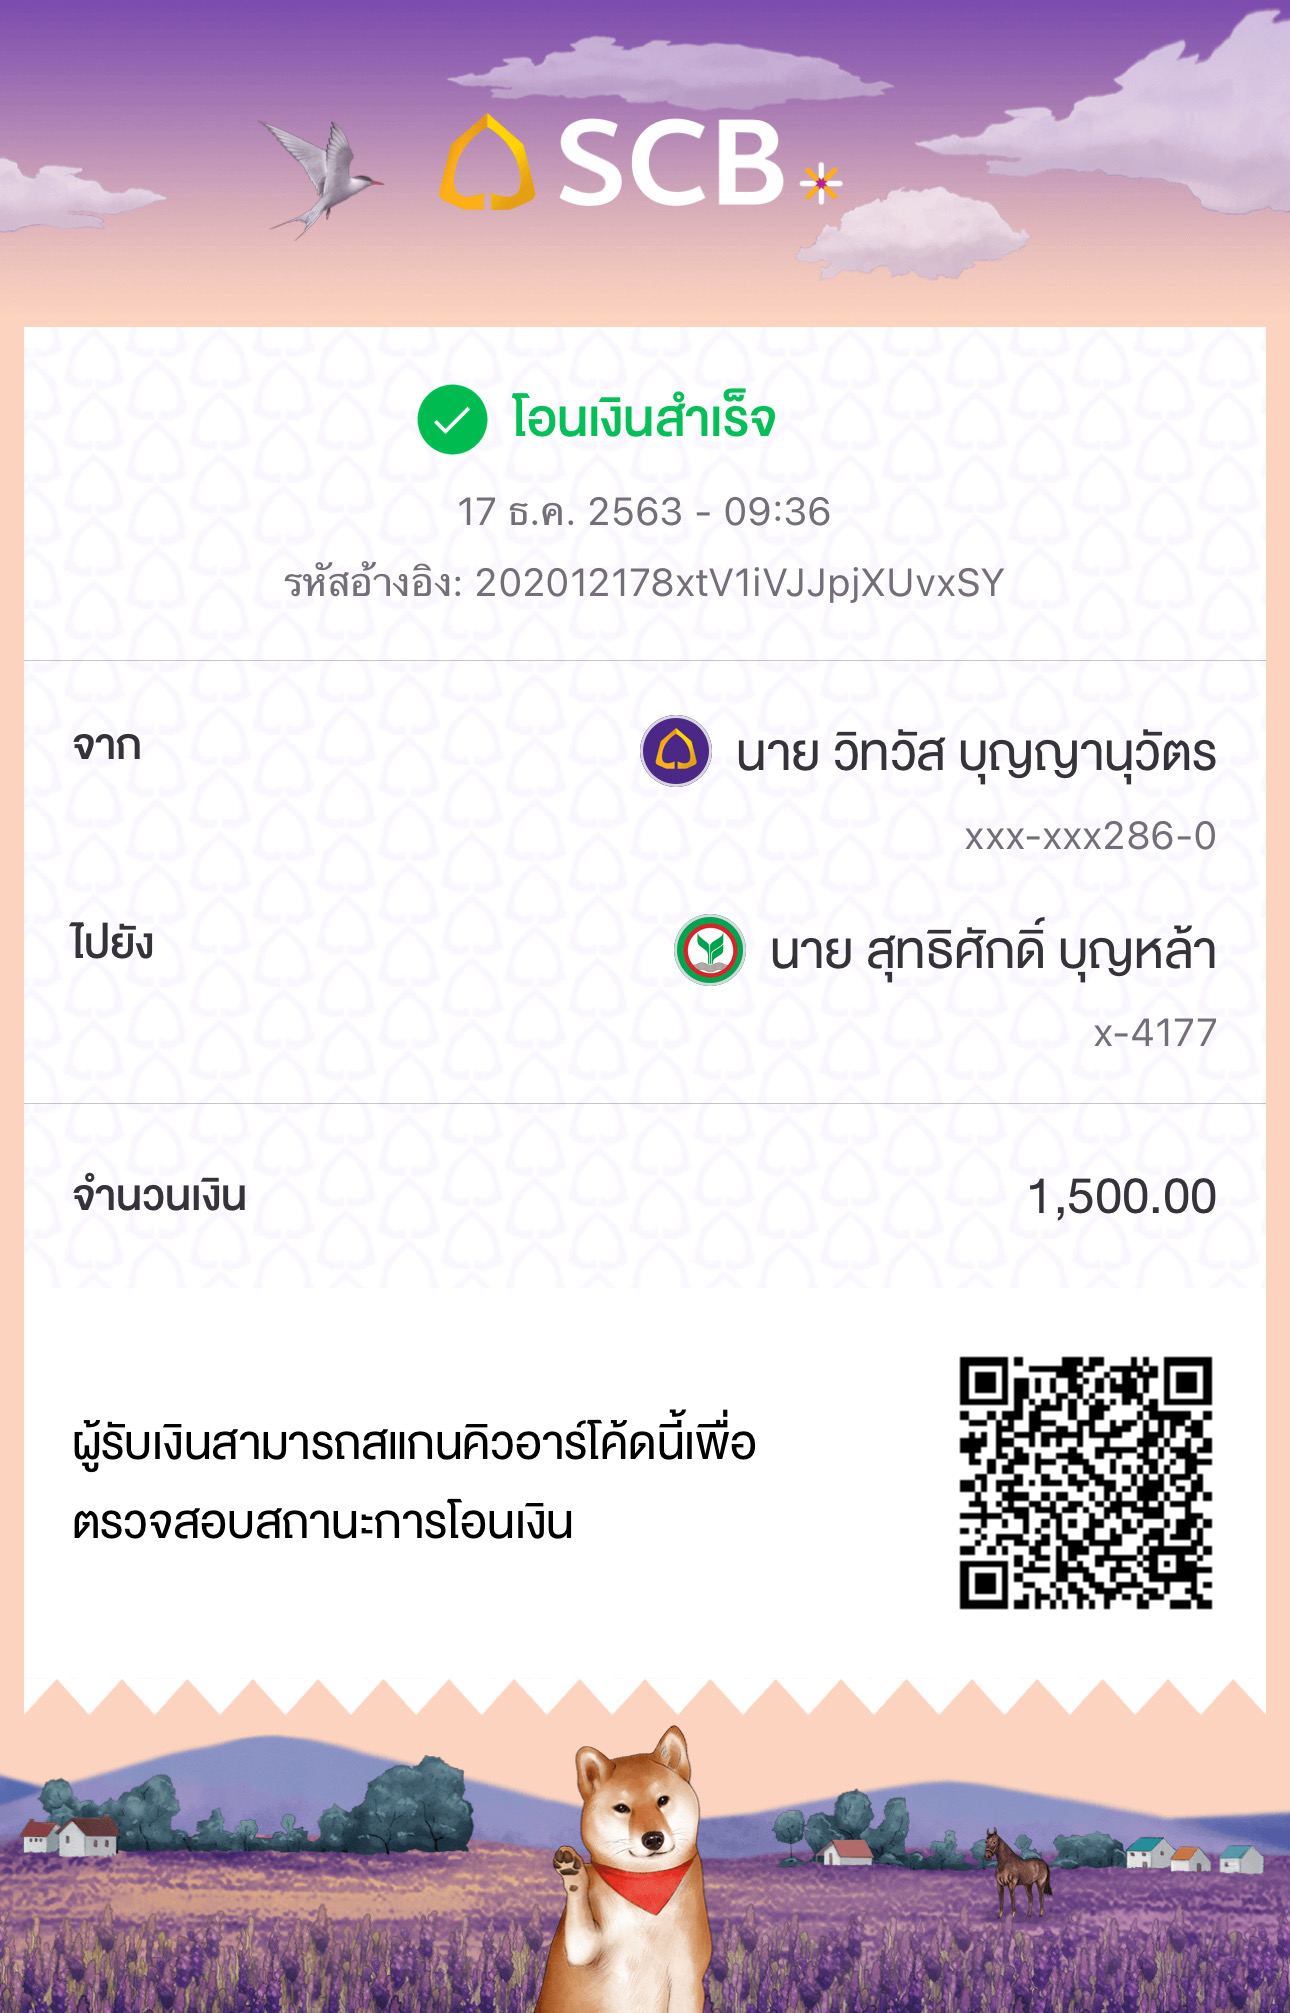 SCB
โอนเงินสำเร็จ
17 ธ.ค. 2563 - 09:36
รหัสอ้างอิง: 202012178xtV1iVJJpjXUvxSY
จาก
นาย วิทวัส บุญญานุวัตร
xxx-xxx286-0
ไปยัง
นาย สุทธิศักดิ์ บุญหล้า
x-4177
จำนวนเงิน
1,500.00
ผู้รับเงินสามารถสแกนคิวอาร์โค้ดนี้เพื่อ
ตรวจสอบสถานะการโอนเงิน